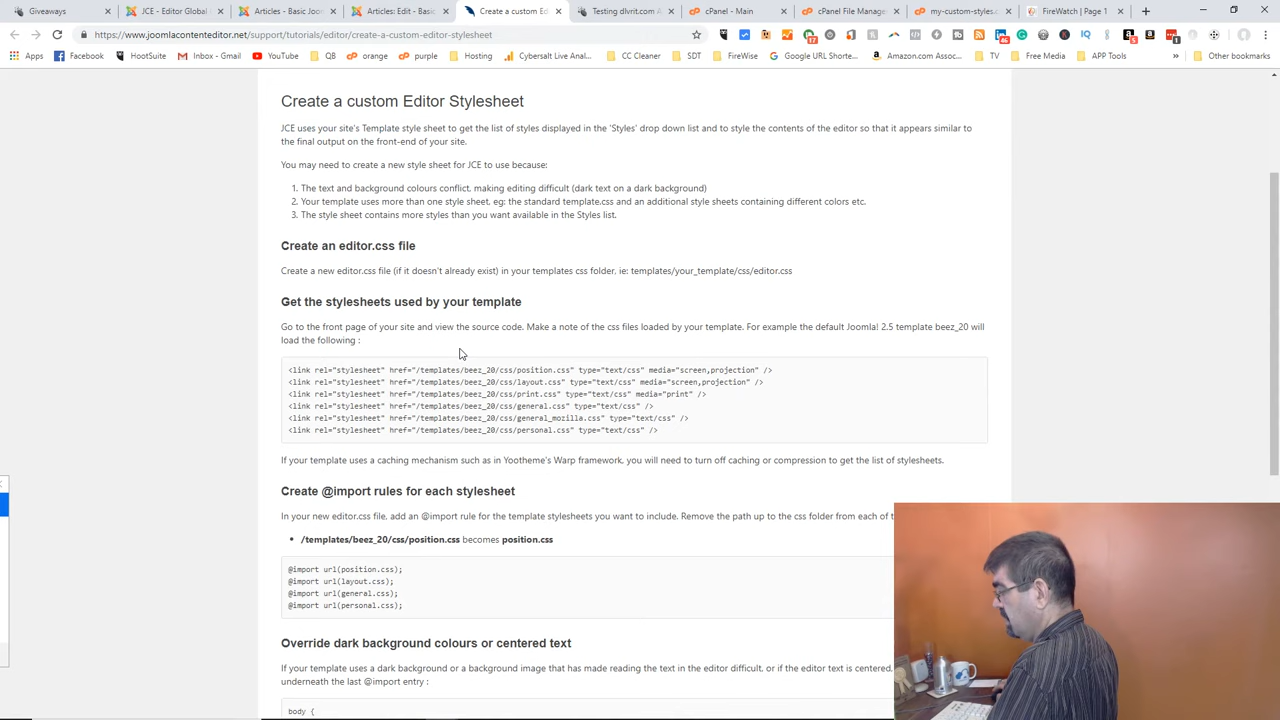 Giveaways
JCE - Editor Global
Articles - Basic Joo
Articles: Edit - Basic
Create a custom Ed
Testing dlvrit.com A
cPanel - Main
cPanel File Manage
my-custom-styles.c
FireWatch | Page 1
https://www.joomlacontenteditor.net/support/tutorials/editor/create-a-custom-editor-stylesheet
Apps
Facebook
HootSuite
Inbox - Gmail
YouTube
QB
orange
purple
Hosting
Cybersalt Live Anal...
CC Cleaner
SDT
FireWise
Google URL Shorte...
Amazon.com Assoc...
TV
Free Media
APP Tools
Other bookmarks
Create a custom Editor Stylesheet
JCE uses your site's Template style sheet to get the list of styles displayed in the 'Styles' drop down list and to style the contents of the editor so that it appears similar to
the final output on the front-end of your site.
You may need to create a new style sheet for JCE to use because:
1. The text and background colours conflict, making editing difficult (dark text on a dark background)
2. Your template uses more than one style sheet, eg: the standard template.css and an additional style sheets containing different colors etc.
3. The style sheet contains more styles than you want available in the Styles list.
Create an editor.css file
Create a new editor.css file (if it doesn't already exist) in your templates css folder, ie: templates/your_template/css/editor.css
Get the stylesheets used by your template
Go to the front page of your site and view the source code. Make a note of the css files loaded by your template. For example the default Joomla! 2.5 template beez_20 will
load the following :
<link rel="stylesheet" href="/templates/beez_20/css/position.css" type="text/css" media="screen,projection" />
<link rel="stylesheet" href="/templates/beez_20/css/layout.css" type="text/css" media="screen,projection" />
<link rel="stylesheet" href="/templates/beez_20/css/print.css" type="text/css" media="print" />
<link rel="stylesheet" href="/templates/beez_20/css/general.css" type="text/css" />
<link rel="stylesheet" href="/templates/beez_20/css/general_mozilla.css" type="text/css" />
<link rel="stylesheet" href="/templates/beez_20/css/personal.css" type="text/css" />
If your template uses a caching mechanism such as in Yootheme's Warp framework, you will need to turn off caching or compression to get the list of stylesheets.
Create @import rules for each stylesheet
In your new editor.css file, add an @import rule for the template stylesheets you want to include. Remove the path up to the css folder from each of t
• /templates/beez_20/css/position.css becomes position.css
@import url(position.css);
@import url(layout.css);
@import url(general.css);
@import url(personal.css);
Override dark background colours or centered text
If your template uses a dark background or a background image that has made reading the text in the editor difficult, or if the editor text is centered,
underneath the last @import entry :
body {